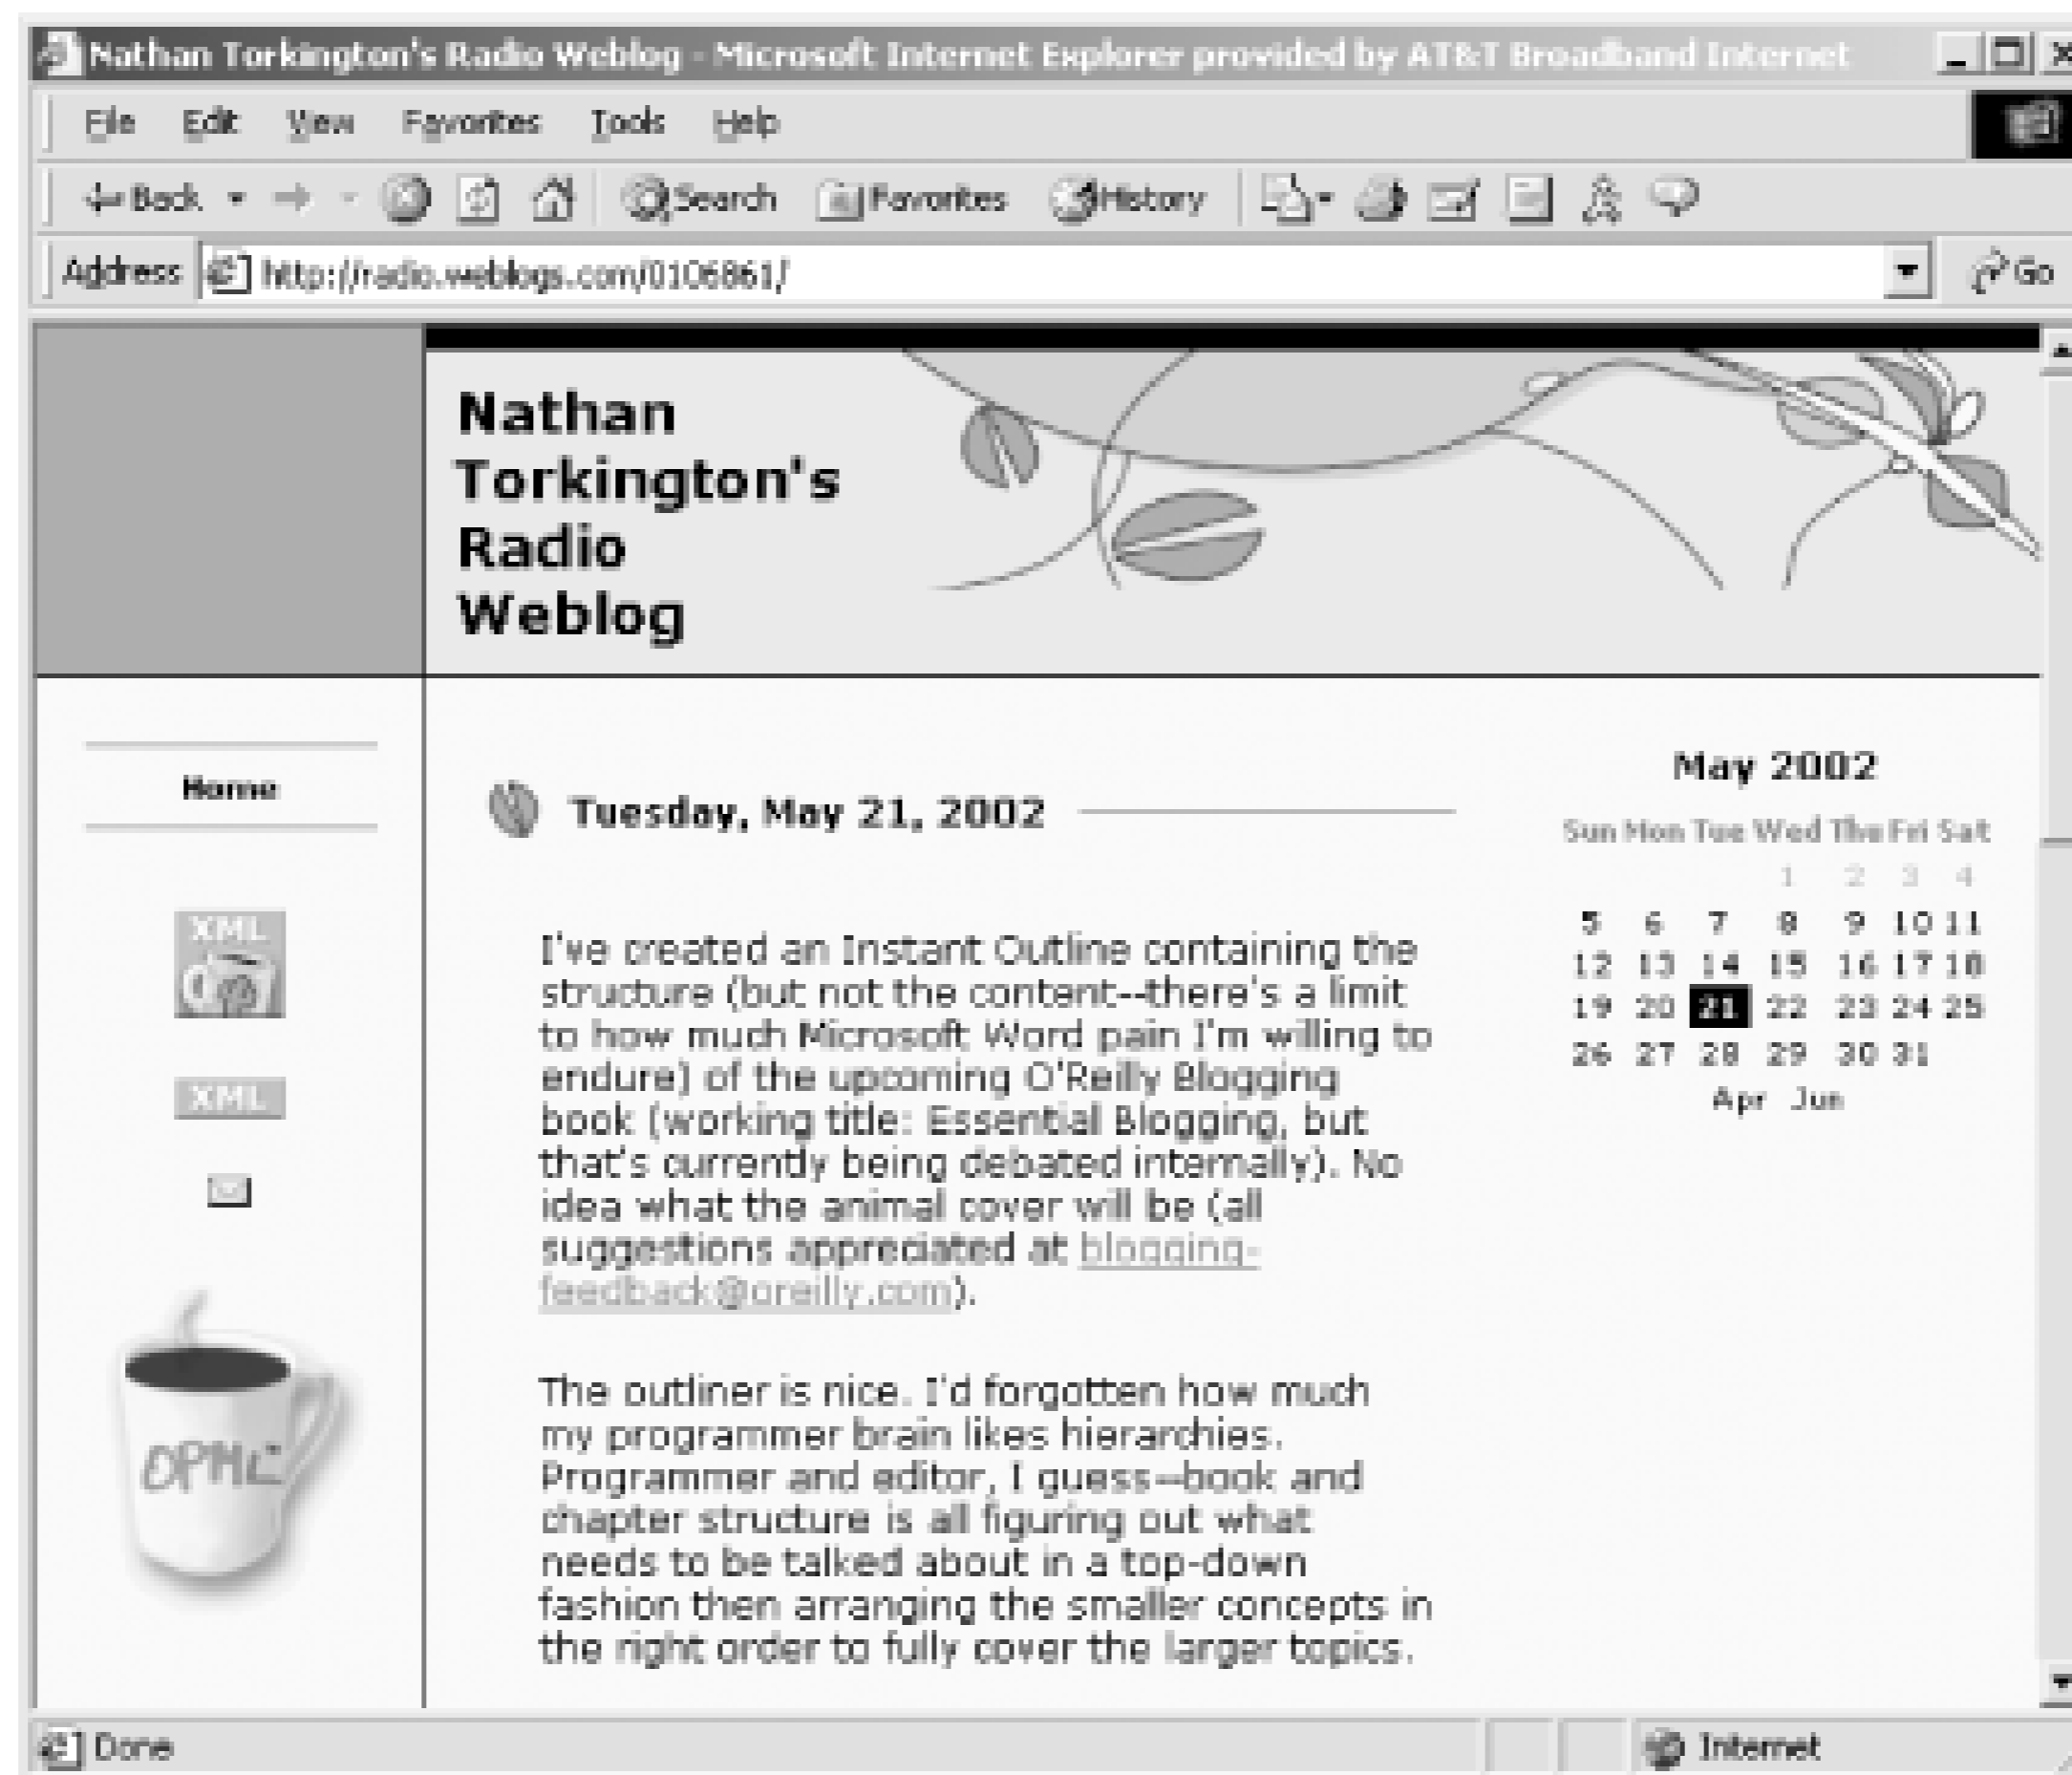 Nathan Torkington's Radio Weblog - Microsoft Internet Explorer provided by AT&T Broadband Internet
File Edit View Favorites Tools Help
Back Search Favorites History
Address http://radio.weblogs.com/0106861/ Go
Nathan
Torkington's
Radio
Weblog
Home
XML
XML
OPML
Tuesday, May 21, 2002
I've created an Instant Outline containing the
structure (but not the content--there's a limit
to how much Microsoft Word pain I'm willing to
endure) of the upcoming O'Reilly Blogging
book (working title: Essential Blogging, but
that's currently being debated internally). No
idea what the animal cover will be (all
suggestions appreciated at blogging-
feedback@oreilly.com).
The outliner is nice. I'd forgotten how much
my programmer brain likes hierarchies.
Programmer and editor, I guess--book and
chapter structure is all figuring out what
needs to be talked about in a top-down
fashion then arranging the smaller concepts in
the right order to fully cover the larger topics.
May 2002
Sun Mon Tue Wed Thu Fri Sat
1 2 3 4
5 6 7 8 9 10 11
12 13 14 15 16 17 18
19 20 21 22 23 24 25
26 27 28 29 30 31
Apr Jun
Done Internet